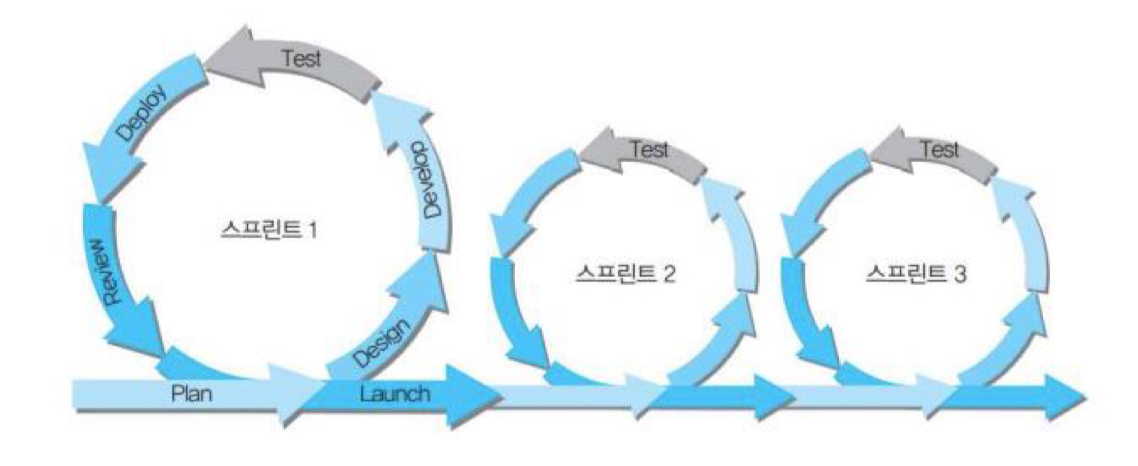 Test
Deploy
Develop
스프린트 1
Review
Design
Plan
Launch
Test
스프린트 2
Test
스프린트 3